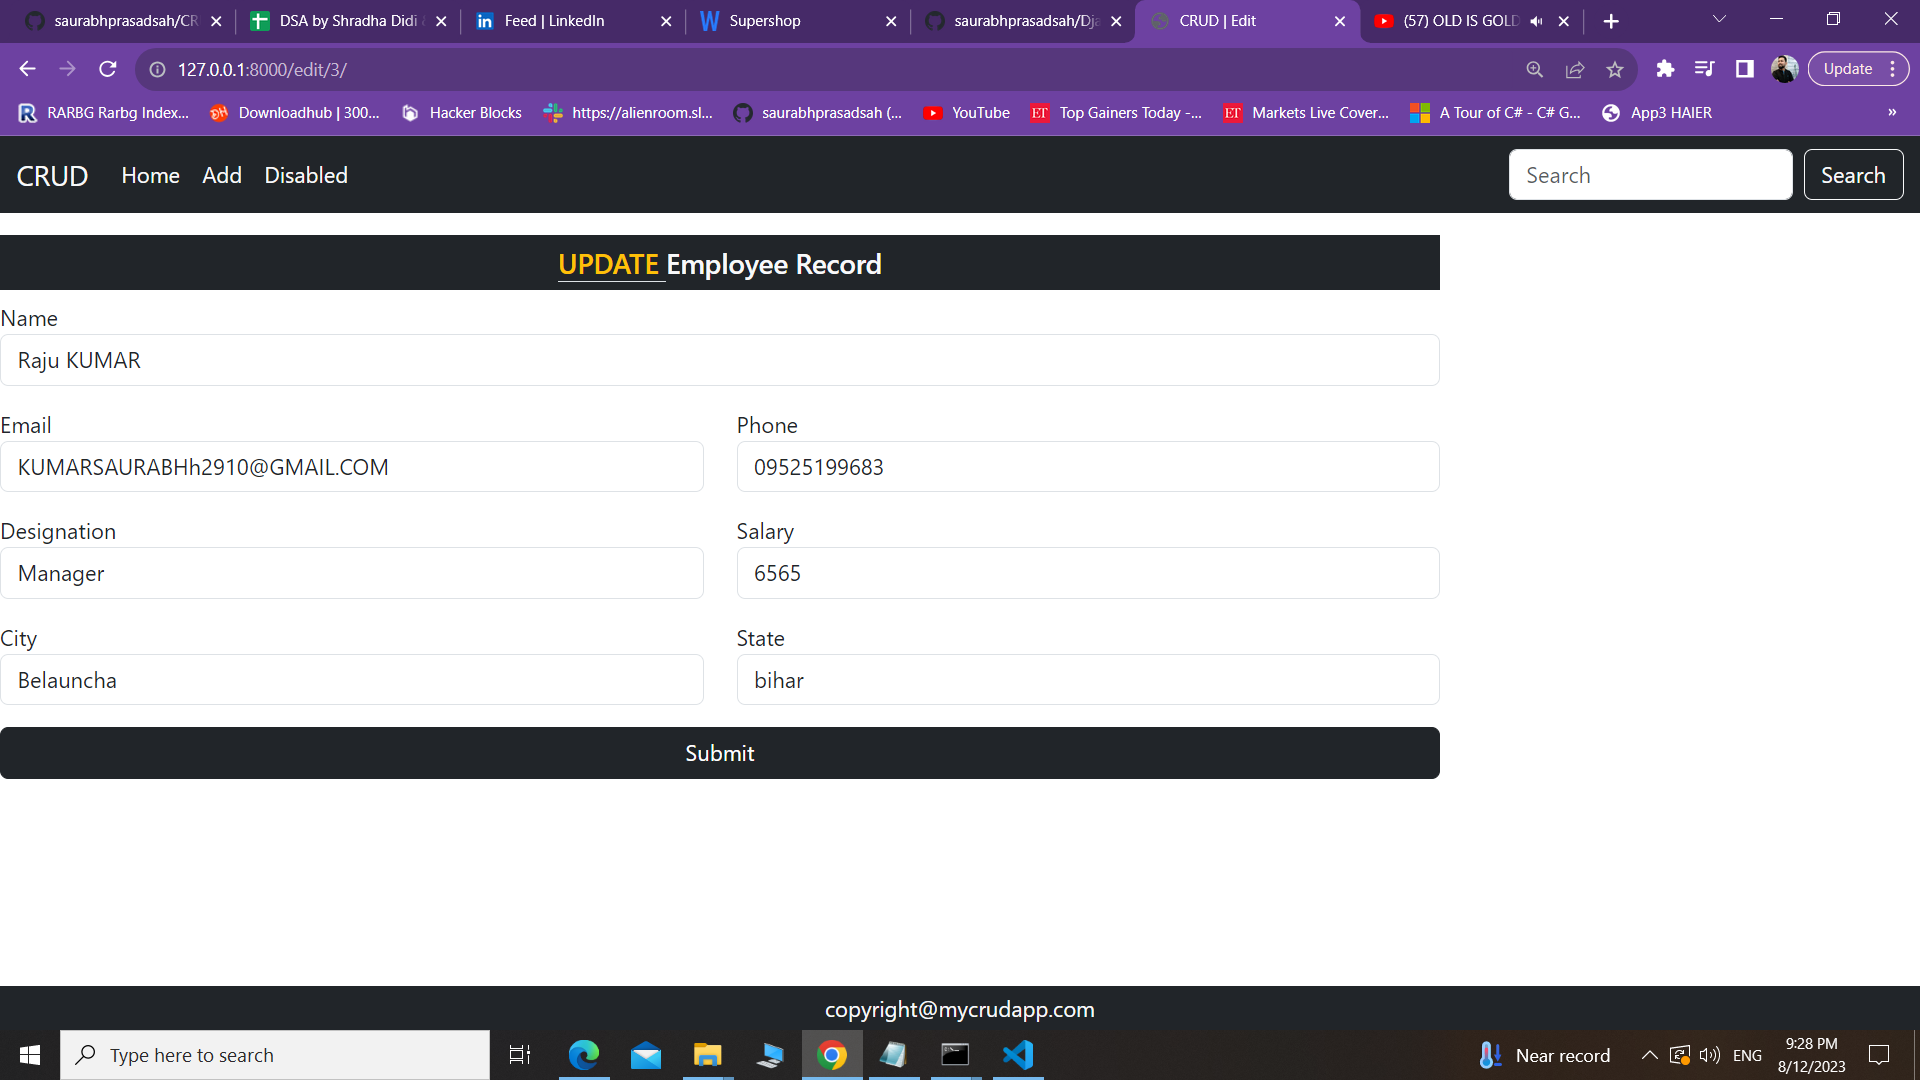 saurabhprasadsah/CR
DSA by Shradha Didi
Feed | LinkedIn
Supershop
saurabhprasadsah/Dja
CRUD | Edit
(57) OLD IS GOLD
127.0.0.1:8000/edit/3/
Update
RARBG Rarbg Index...
Downloadhub | 300...
Hacker Blocks
https://alienroom.sl...
saurabhprasadsah (...
YouTube
ET Top Gainers Today -...
ET Markets Live Cover...
A Tour of C# - C# G...
App3 HAIER
»
CRUD Home Add Disabled
Search
Search
UPDATE Employee Record
Name
Raju KUMAR
Email Phone
KUMARSAURABHh2910@GMAIL.COM 09525199683
Designation Salary
Manager 6565
City State
Belauncha bihar
Submit
copyright@mycrudapp.com
Type here to search
Near record
ENG
9:28 PM
8/12/2023